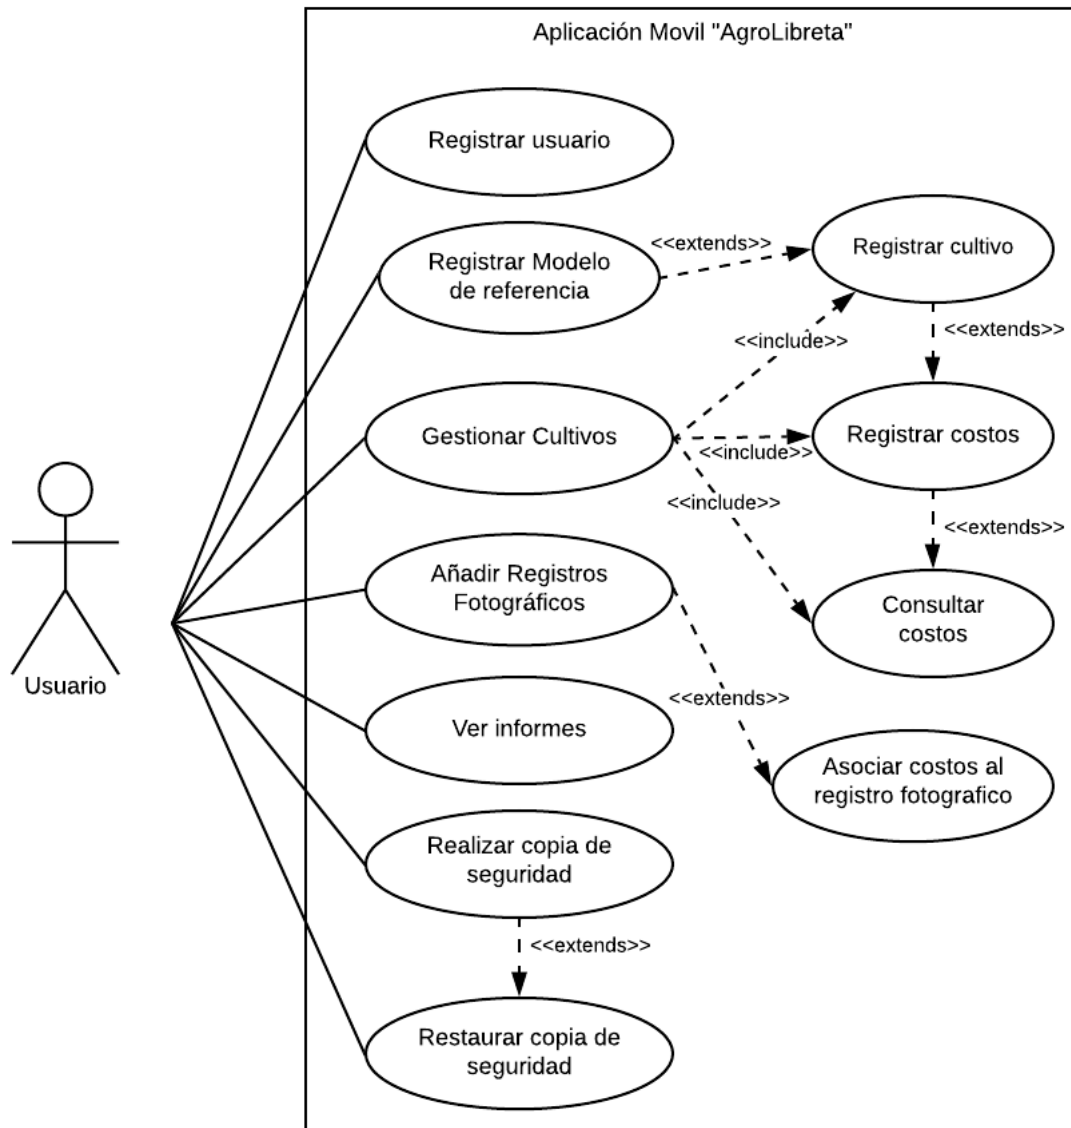 Aplicación Movil "AgroLibreta"
Registrar usuario
Registrar Modelo
de referencia
<<extends>>
Registrar cultivo
<<include>>
<<extends>>
Gestionar Cultivos
<<include>>
Registrar costos
<<include>>
<<extends>>
Añadir Registros
Fotográficos
Consultar
costos
Usuario
<<extends>>
Ver informes
Asociar costos al
registro fotografico
Realizar copia de
seguridad
<<extends>>
Restaurar copia de
seguridad